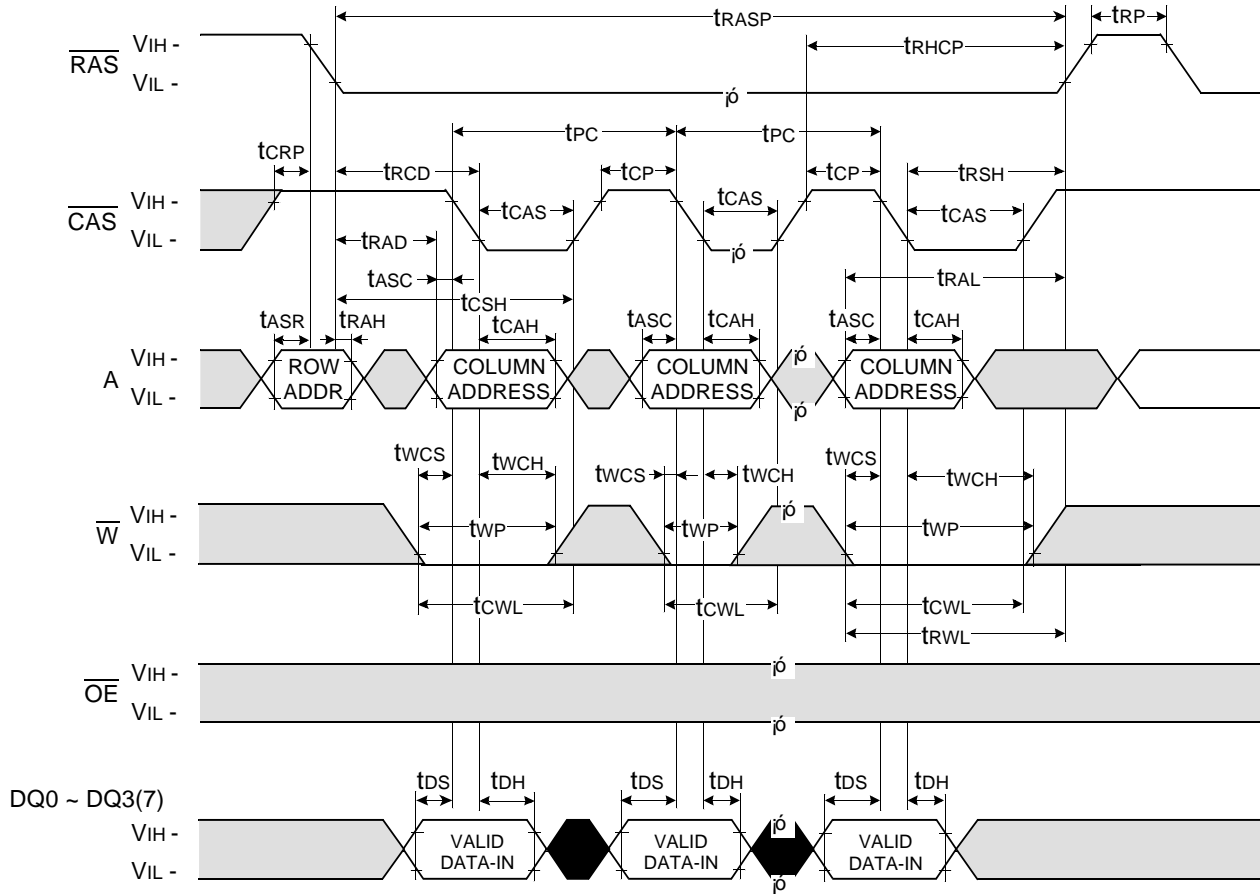 tRASP
tRP
RAS
VIH -
VIL -
tRHCP
¡ó
tPC
tPC
tCRP
tRCD
tCP
tCP
tRSH
CAS
VIH -
VIL -
tCAS
tCAS
tCAS
¡ó
tRAD
tASC
tCSH
tRAL
tASR
tRAH
tCAH
tASC
tCAH
tASC
tCAH
A
VIH -
VIL -
ROW
ADDR
COLUMN
ADDRESS
COLUMN
ADDRESS
¡ó
¡ó
COLUMN
ADDRESS
tWCS
tWCH
tWCS
tWCH
tWCS
tWCH
W
VIH -
VIL -
tWP
tWP
¡ó
tWP
tCWL
tCWL
tCWL
tRWL
OE
VIH -
VIL -
¡ó
¡ó
tDS
tDH
tDS
tDH
tDS
tDH
DQ0 ~ DQ3(7)
VIH -
VIL -
VALID
DATA-IN
VALID
DATA-IN
¡ó
¡ó
VALID
DATA-IN